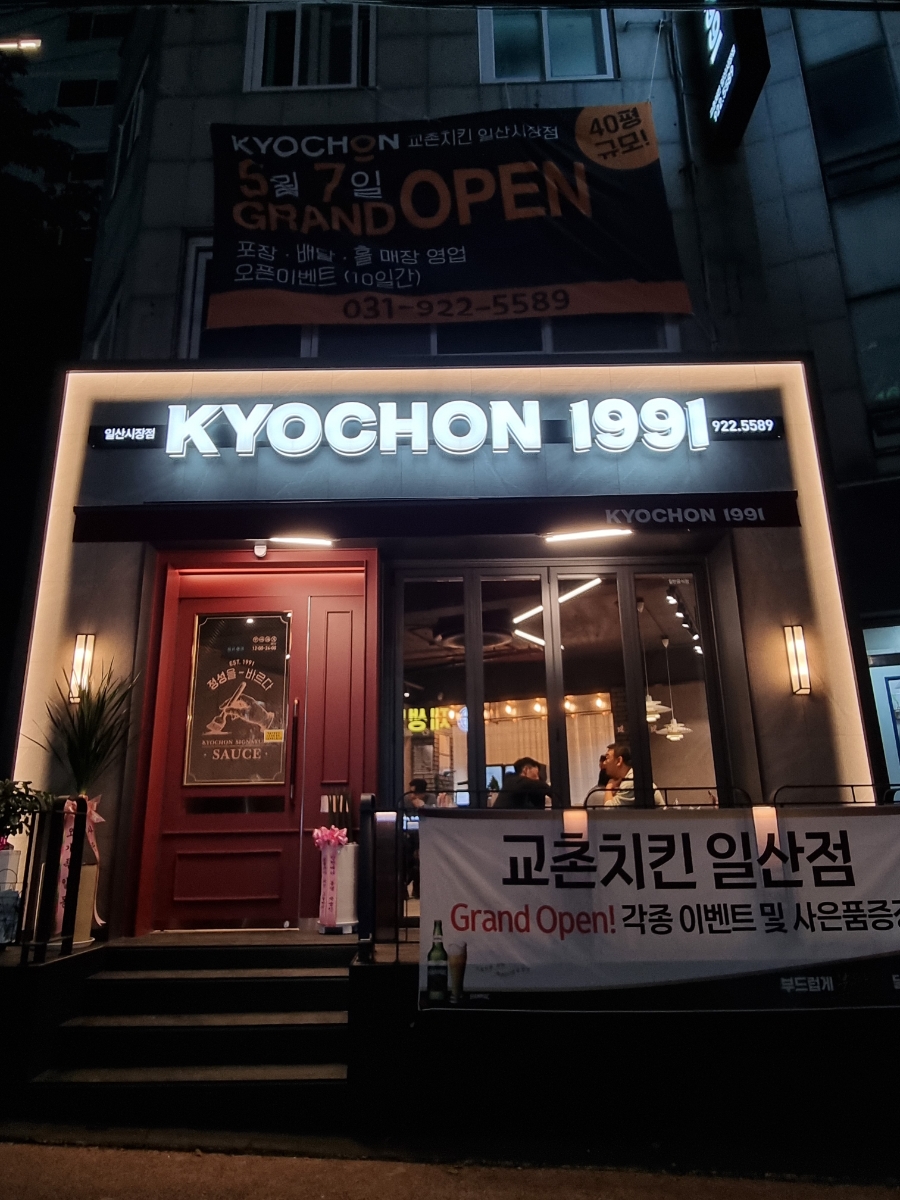 KYOCHON 교촌치킨 일산시장점
40평
규모!
5월 7일
GRAND OPEN
포장 · 배달 · 홀 매장 영업
오픈이벤트 (10일간)
031-922-5589
일산시장점 KYOCHON 1991 922.5589
KYOCHON 1991
EST. 1991
정성을-바르다
KYOCHON SIGNATURE
SAUCE
교촌치킨 일산점
Grand Open! 각종 이벤트 및 사은품증정
부드럽게